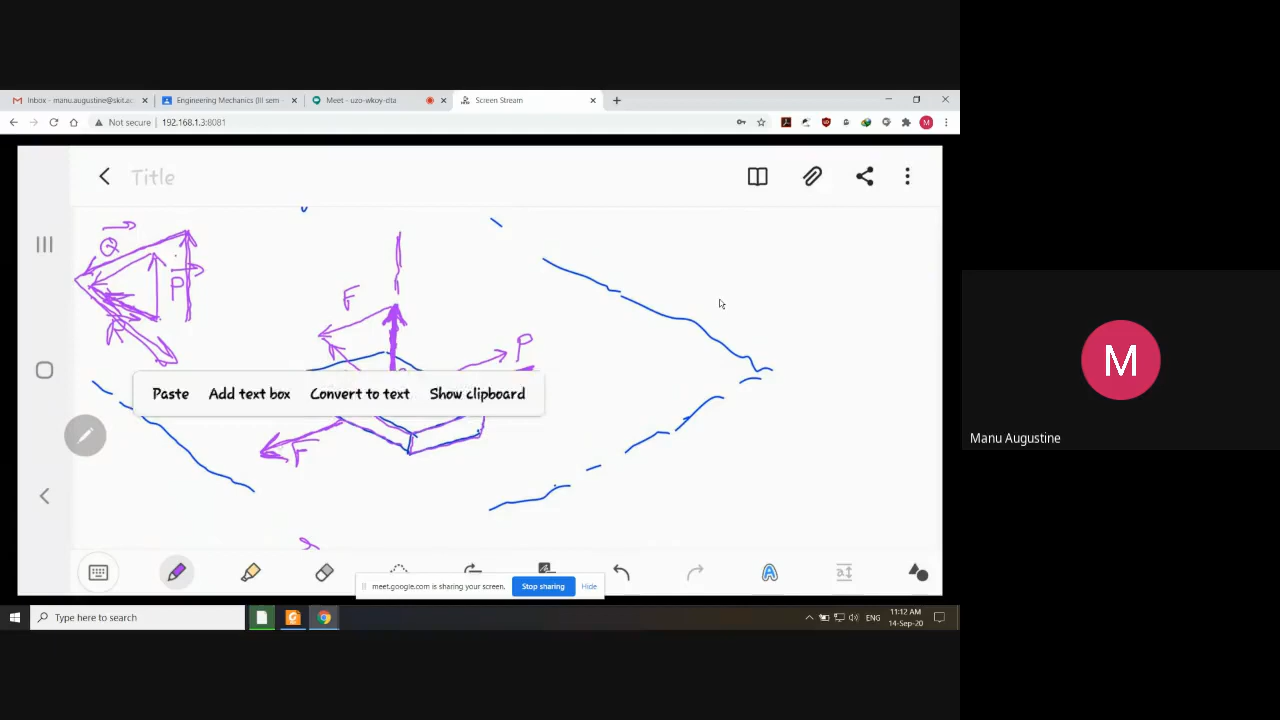 Inbox - manu.augustine@skit.ac
Engineering Mechanics (III sem -
Meet - uzo-wkoy-dta
Screen Stream
Not secure
192.168.1.3:8081
Title
Q
P
R
F
P
F
Paste
Add text box
Convert to text
Show clipboard
Manu Augustine
M
meet.google.com is sharing your screen.
Stop sharing
Hide
Type here to search
ENG
11:12 AM
14-Sep-20